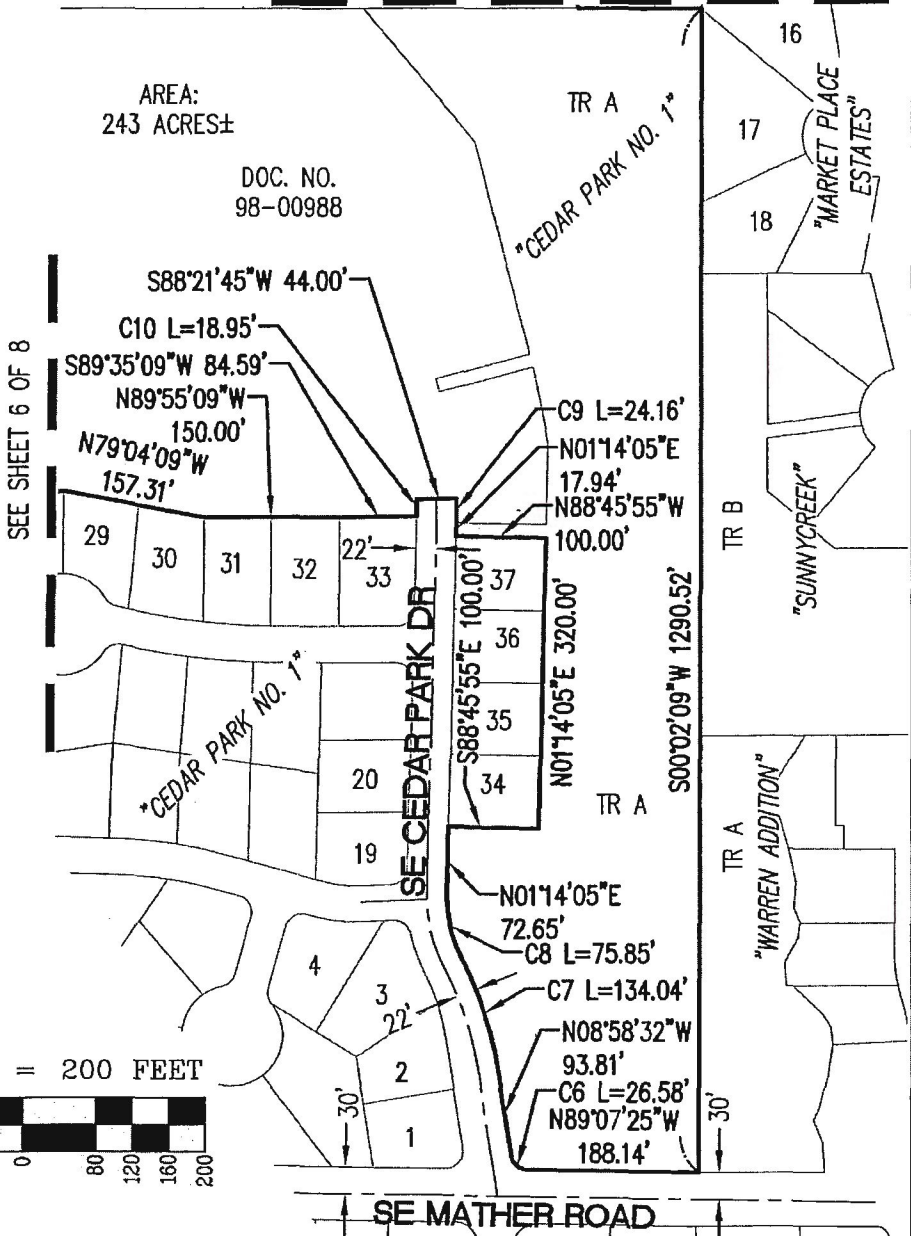 16
AREA:
243 ACRES±
TR A
"CEDAR PARK NO. 1"
17
"MARKET PLACE
ESTATES"
DOC. NO.
98-00988
18
S88°21'45"W 44.00'
C10 L=18.95'
S89°35'09"W 84.59'
N89°55'09"W
150.00'
N79°04'09"W
157.31'
SEE SHEET 6 OF 8
C9 L=24.16'
N01°14'05"E
17.94'
N88°45'55"W
100.00'
TR B
"SUNNYCREEK"
29
30
31
32
22'
33
37
36
35
34
SE CEDAR PARK DR
S88°45'55"E 100.00'
N01°14'05"E 320.00'
S00°02'09"W 1290.52'
"CEDAR PARK NO. 1"
20
19
TR A
TR A
"WARREN ADDITION"
N01°14'05"E
72.65'
C8 L=75.85'
C7 L=134.04'
4
3
22'
2
1
N08°58'32"W
93.81'
C6 L=26.58'
N89°07'25"W
188.14'
= 200 FEET
0 80 120 160 200
30'
30'
SE MATHER ROAD